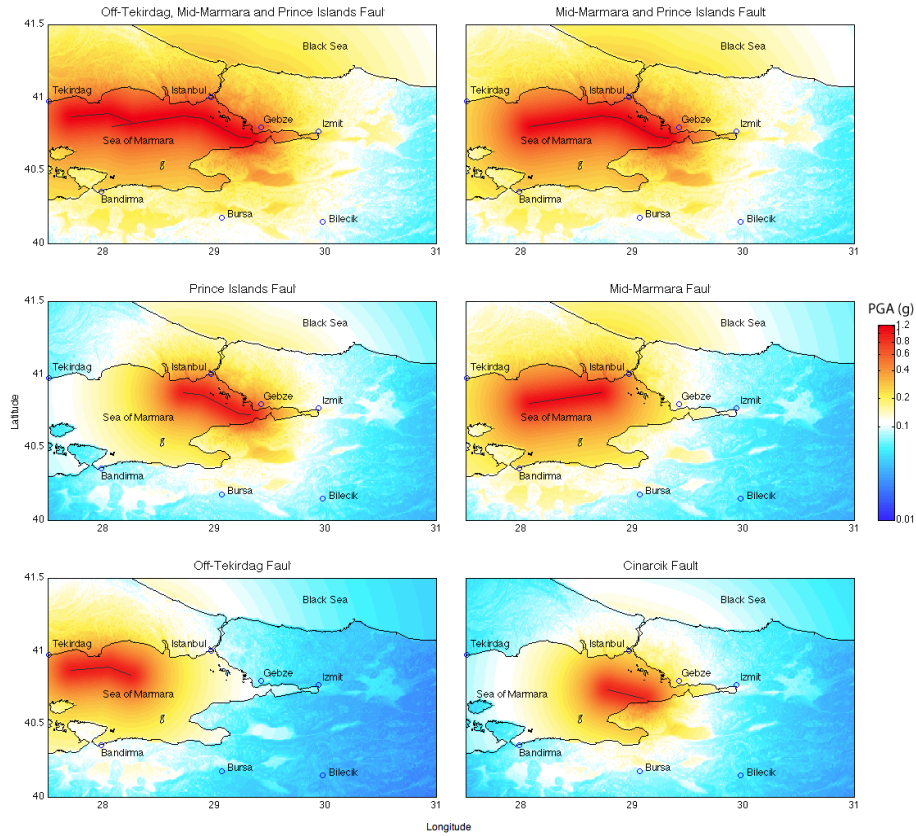 Off-Tekirdag, Mid-Marmara and Prince Islands Fault
41.5
Black Sea
Tekirdag
Istanbul
41
Gebze
Izmit
Sea of Marmara
40.5
Bandirma
Bursa
Bilecik
40
28
29
30
31
Mid-Marmara and Prince Islands Fault
Black Sea
Tekirdag
Istanbul
Gebze
Izmit
Sea of Marmara
Bandirma
Bursa
Bilecik
28
29
30
31
Prince Islands Fault
41.5
Black Sea
Tekirdag
Istanbul
41
Gebze
Izmit
Latitude
Sea of Marmara
40.5
Bandirma
Bursa
Bilecik
40
28
29
30
31
Mid-Marmara Fault
Black Sea
Tekirdag
Istanbul
Gebze
Izmit
Sea of Marmara
Bandirma
Bursa
Bilecik
28
29
30
31
PGA (g)
1.2
0.8
0.6
0.4
0.2
0.1
0.01
Off-Tekirdag Fault
41.5
Black Sea
Tekirdag
Istanbul
41
Gebze
Izmit
Sea of Marmara
40.5
Bandirma
Bursa
Bilecik
40
28
29
30
31
Cinarcik Fault
Black Sea
Tekirdag
Istanbul
Gebze
Izmit
Sea of Marmara
Bandirma
Bursa
Bilecik
28
29
30
31
Longitude